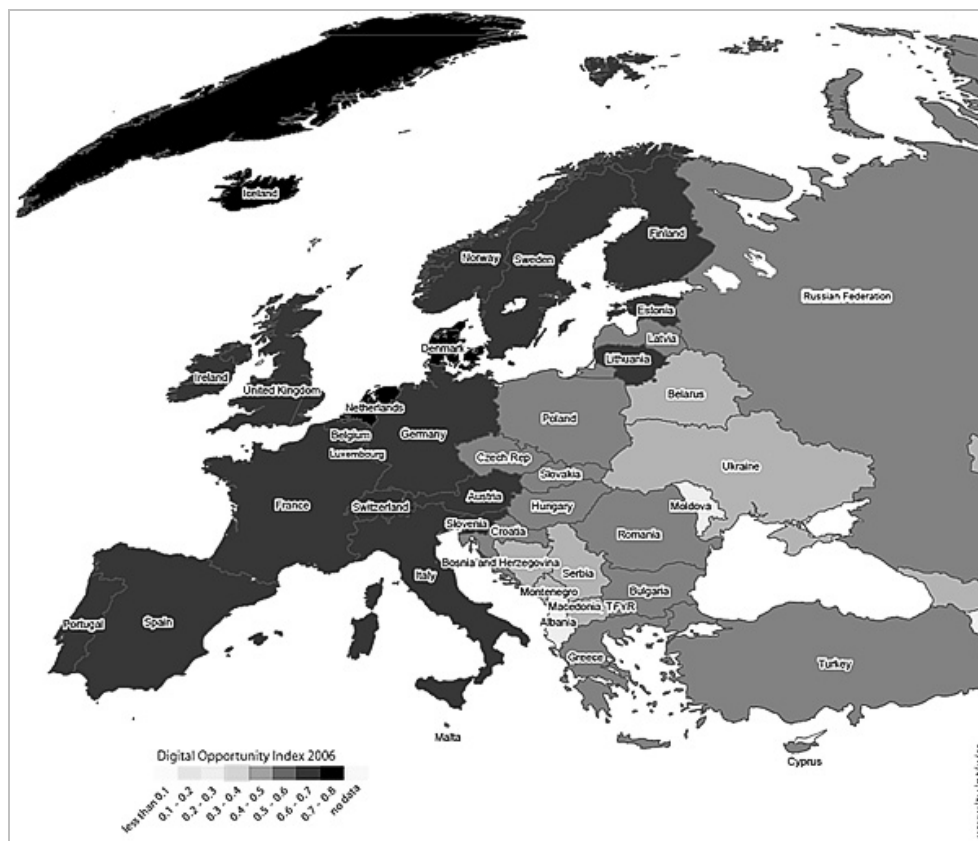 Iceland
Norway
Sweden
Finland
Russian Federation
Estonia
Latvia
Lithuania
Denmark
Ireland
United Kingdom
Belarus
Netherlands
Poland
Belgium
Germany
Luxembourg
Czech Rep
Ukraine
Slovakia
France
Switzerland
Austria
Hungary
Moldova
Slovenia
Croatia
Romania
Bosnia and Herzegovina
Italy
Serbia
Montenegro
Bulgaria
Macedonia, TFYR
Portugal
Spain
Albania
Greece
Turkey
Malta
Cyprus
Digital Opportunity Index 2006
less than 0.1
0.1 - 0.2
0.2 - 0.3
0.3 - 0.4
0.4 - 0.5
0.5 - 0.6
0.6 - 0.7
0.7 - 0.8
no data